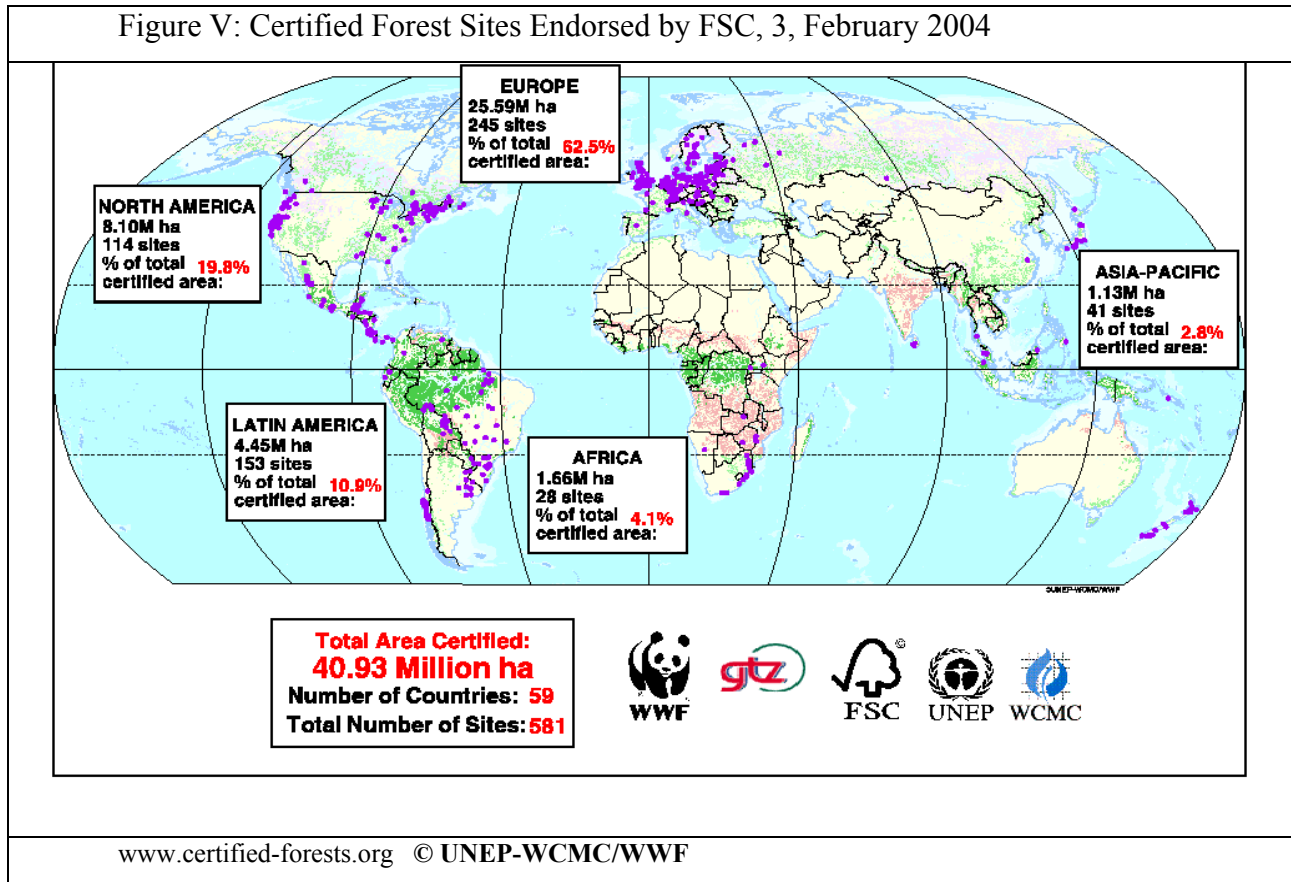 Figure V: Certified Forest Sites Endorsed by FSC, 3, February 2004
EUROPE
25.59M ha
245 sites
% of total 62.5%
certified area:
NORTH AMERICA
8.10M ha
114 sites
% of total 19.8%
certified area:
ASIA-PACIFIC
1.13M ha
41 sites
% of total 2.8%
certified area:
LATIN AMERICA
4.45M ha
153 sites
% of total 10.9%
certified area:
AFRICA
1.66M ha
28 sites
% of total 4.1%
certified area:
©UNEP-WCMC/WWF
Total Area Certified:
40.93 Million ha
Number of Countries: 59
Total Number of Sites: 581
WWF
gtz
©
FSC
UNEP
WCMC
www.certified-forests.org © UNEP-WCMC/WWF